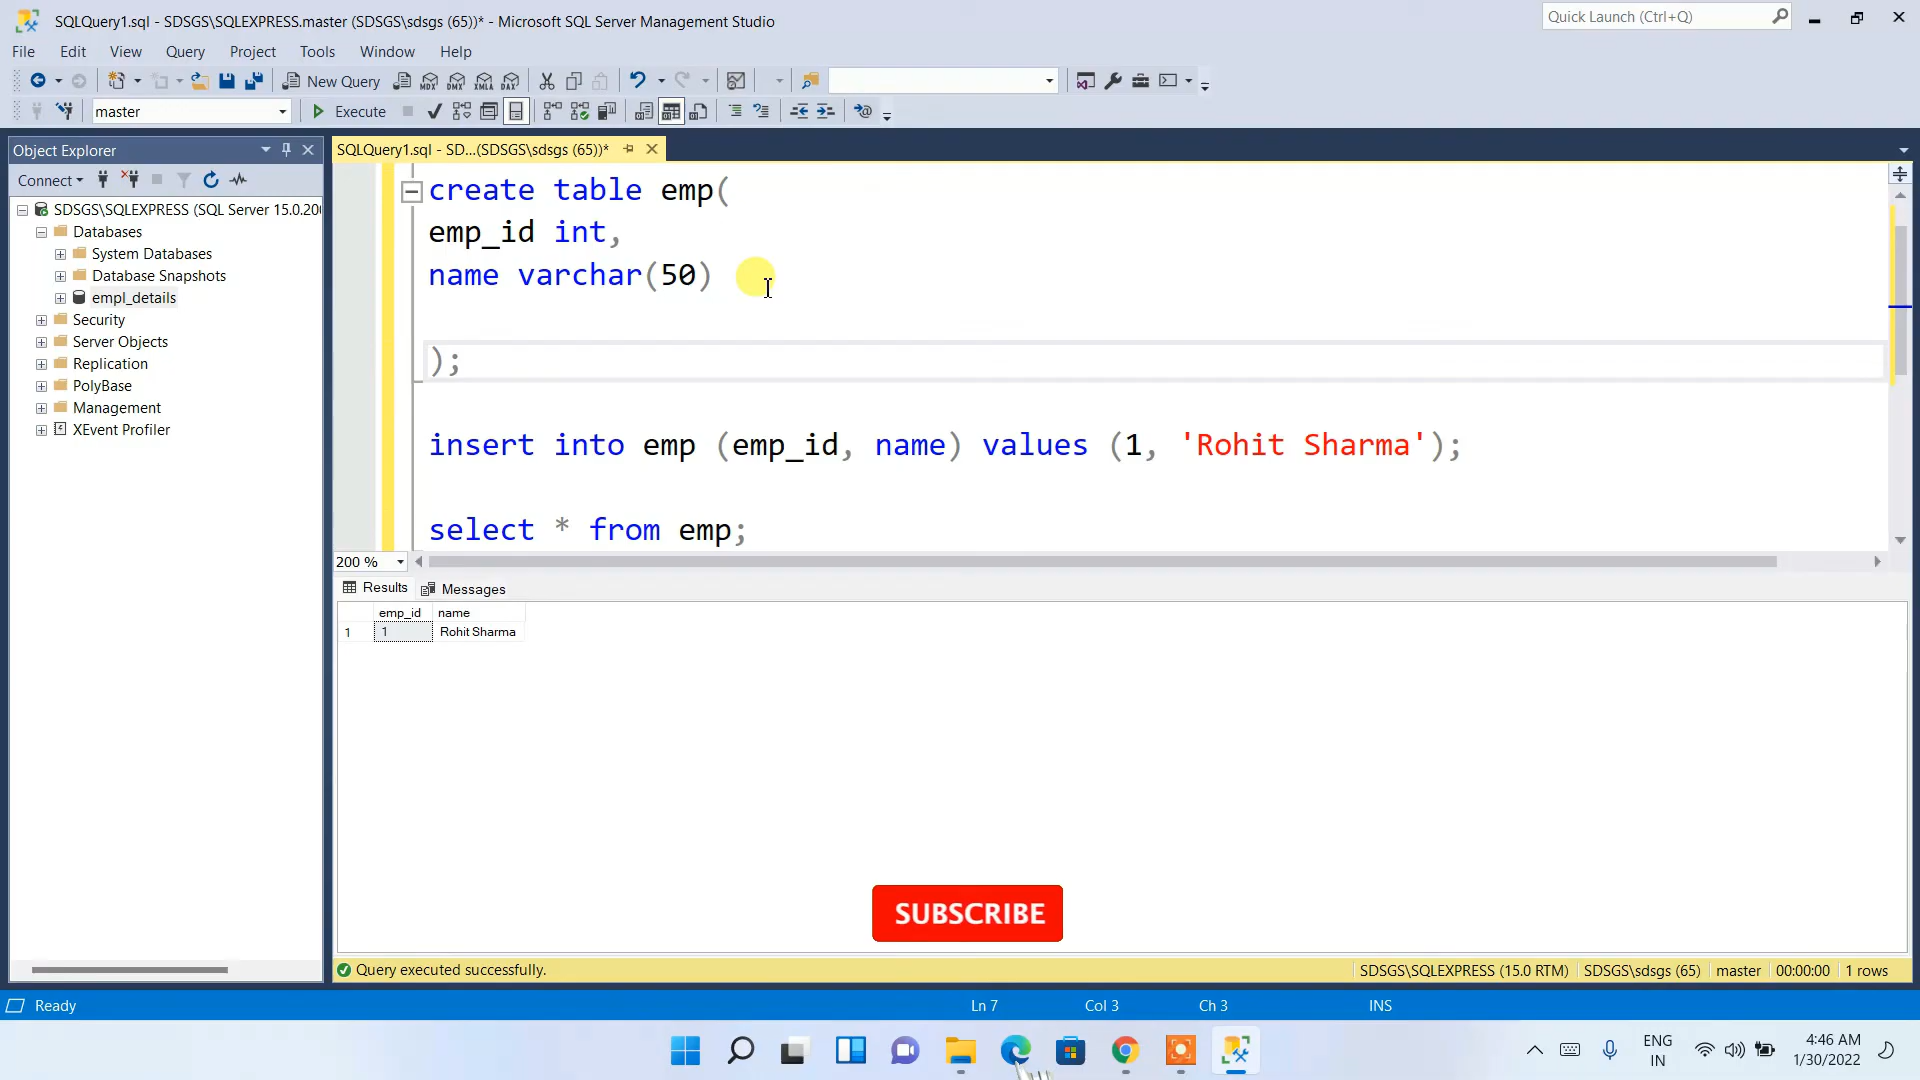 SQLQuery1.sql - SDSGS\SQLEXPRESS.master (SDSGS\sdsgs (65))* - Microsoft SQL Server Management Studio
Quick Launch (Ctrl+Q)
File Edit View Query Project Tools Window Help
New Query MDX DMX XMLA DAX
master Execute
Object Explorer
SQLQuery1.sql - SD...(SDSGS\sdsgs (65))*
Connect
SDSGS\SQLEXPRESS (SQL Server 15.0.200
Databases
System Databases
Database Snapshots
empl_details
Security
Server Objects
Replication
PolyBase
Management
XEvent Profiler
create table emp(
emp_id int,
name varchar(50)
);
insert into emp (emp_id, name) values (1, 'Rohit Sharma');
select * from emp;
200 %
Results Messages
emp_id name
1 1 Rohit Sharma
SUBSCRIBE
Query executed successfully.
SDSGS\SQLEXPRESS (15.0 RTM) SDSGS\sdsgs (65) master 00:00:00 1 rows
Ready Ln 7 Col 3 Ch 3 INS
ENG
IN
4:46 AM
1/30/2022